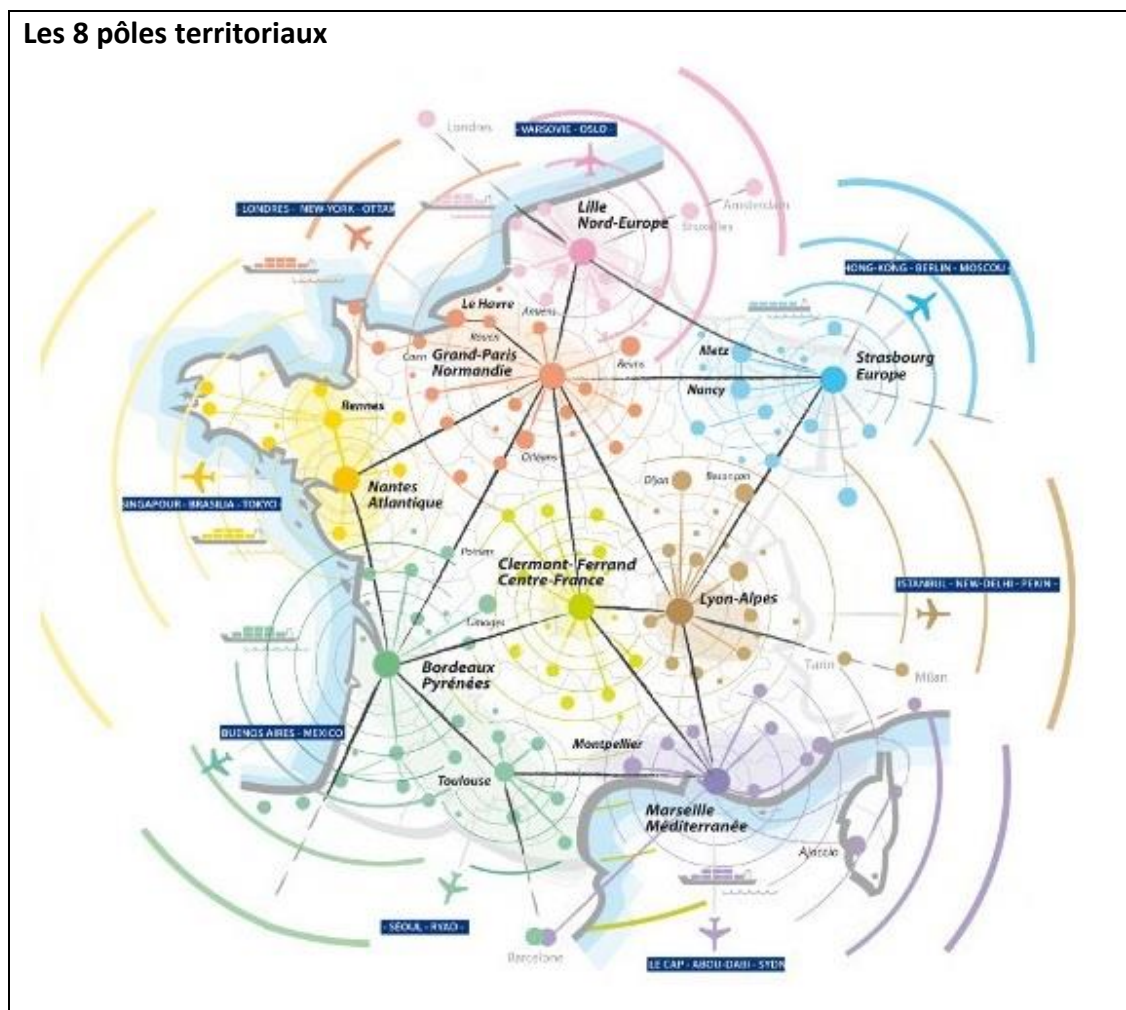 Les 8 pôles territoriaux
Londres
- VARSOVIE - OSLO -
Amsterdam
Bruxelles
Lille
Nord-Europe
LONDRES - NEW-YORK - OTTAW
HONG-KONG - BERLIN - MOSCOU -
Le Havre
Rouen
Amiens
Caen
Grand-Paris
Normandie
Reims
Metz
Nancy
Strasbourg
Europe
Rennes
Orléans
Nantes
Atlantique
SINGAPOUR - BRASILIA - TOKYO
Dijon
Besançon
Poitiers
Clermont-Ferrand
Centre-France
Lyon-Alpes
ISTANBUL - NEW-DELHI - PEKIN -
Limoges
Bordeaux
Pyrénées
Turin
Milan
BUENOS AIRES - MEXICO
Montpellier
Toulouse
Marseille
Méditerranée
Ajaccio
- SÉOUL - RYAD -
Barcelone
LE CAP - ABOU-DABI - SYDN